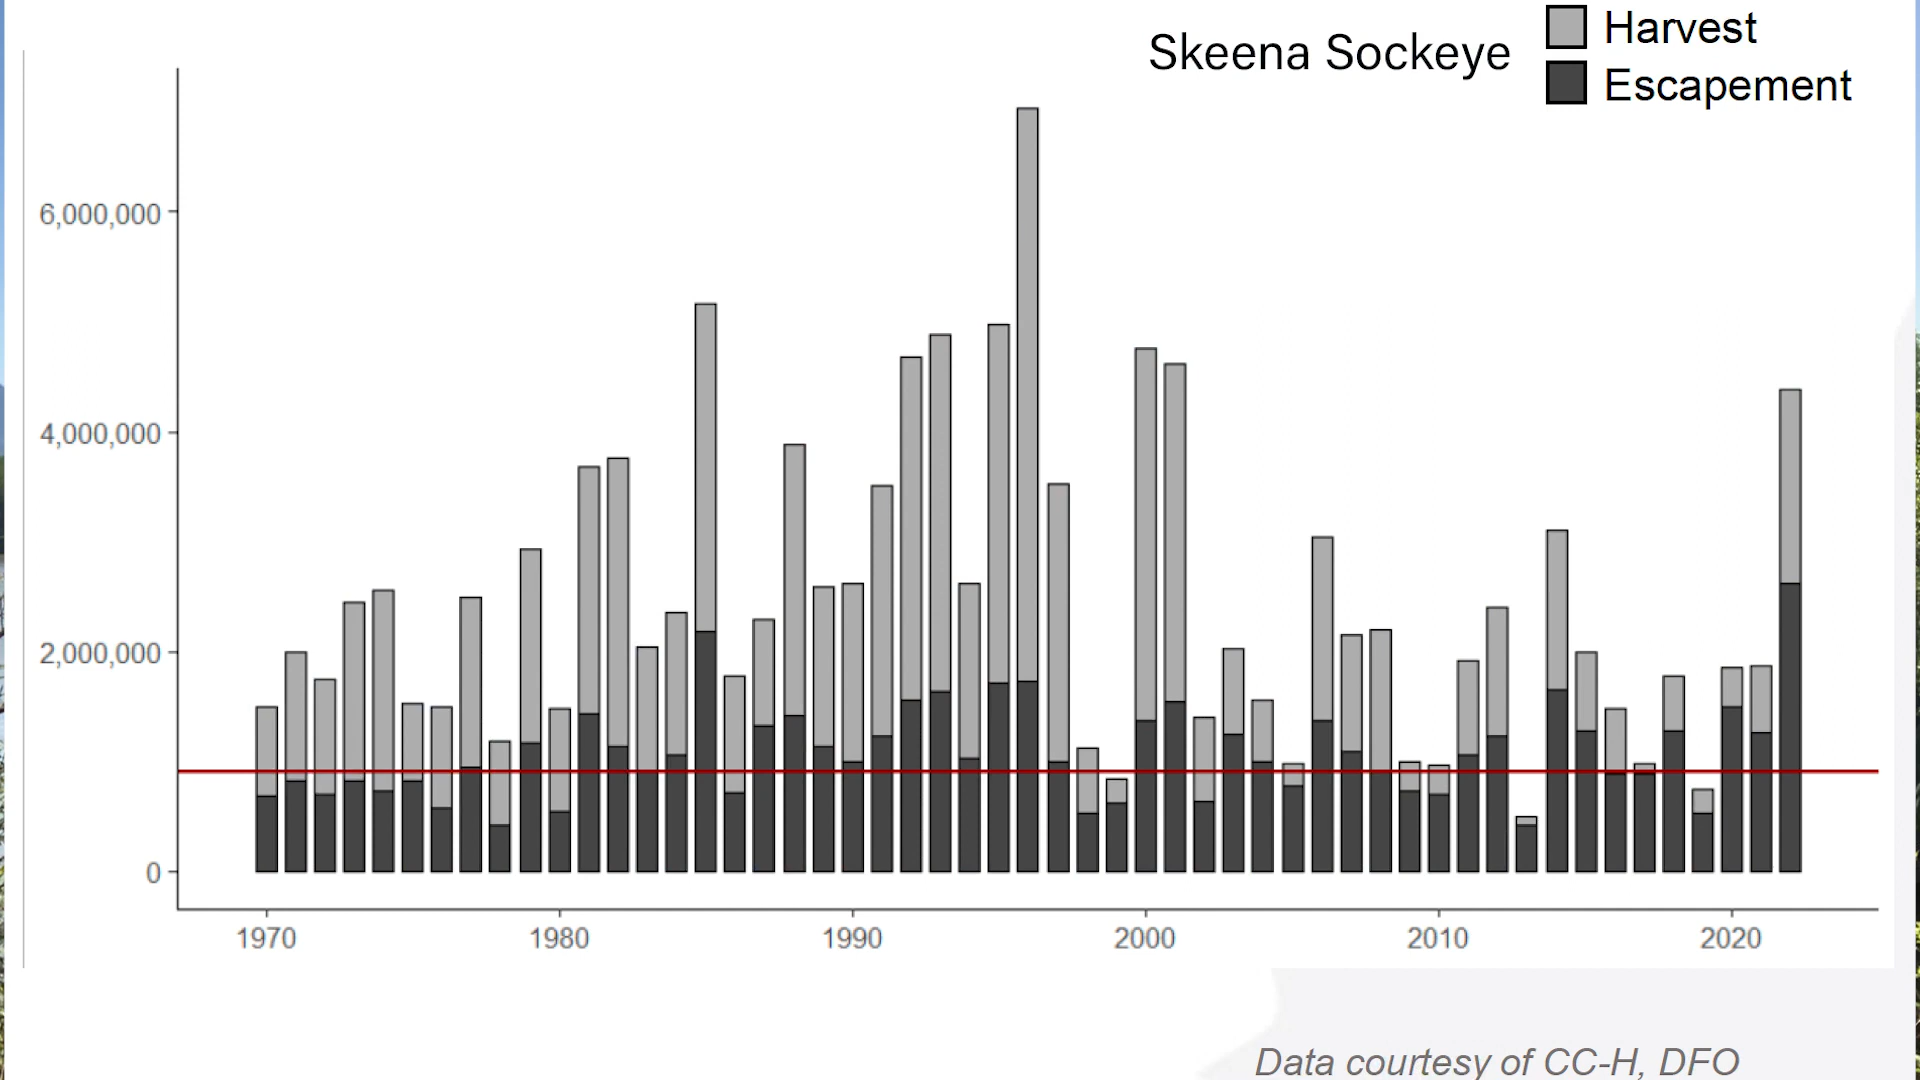 Skeena Sockeye
Harvest
Escapement
6,000,000
4,000,000
2,000,000
0
1970 1980 1990 2000 2010 2020
Data courtesy of CC-H, DFO